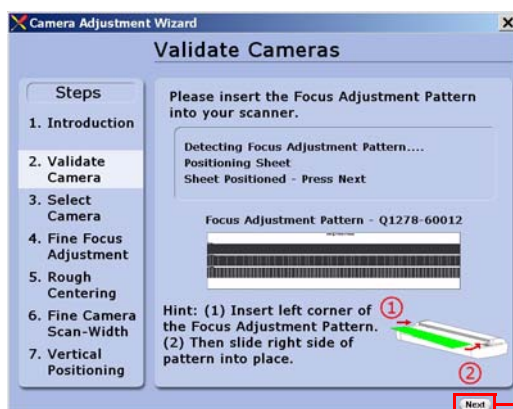 Camera Adjustment Wizard
Validate Cameras
Steps
1. Introduction
2. Validate
Camera
3. Select
Camera
4. Fine Focus
Adjustment
5. Rough
Centering
6. Fine Camera
Scan-Width
7. Vertical
Positioning
Please insert the Focus Adjustment Pattern
into your scanner.
Detecting Focus Adjustment Pattern....
Positioning Sheet
Sheet Positioned - Press Next
Focus Adjustment Pattern - Q1278-60012
Hint: (1) Insert left corner of
the Focus Adjustment Pattern.
(2) Then slide right side of
pattern into place.
1
2
Next